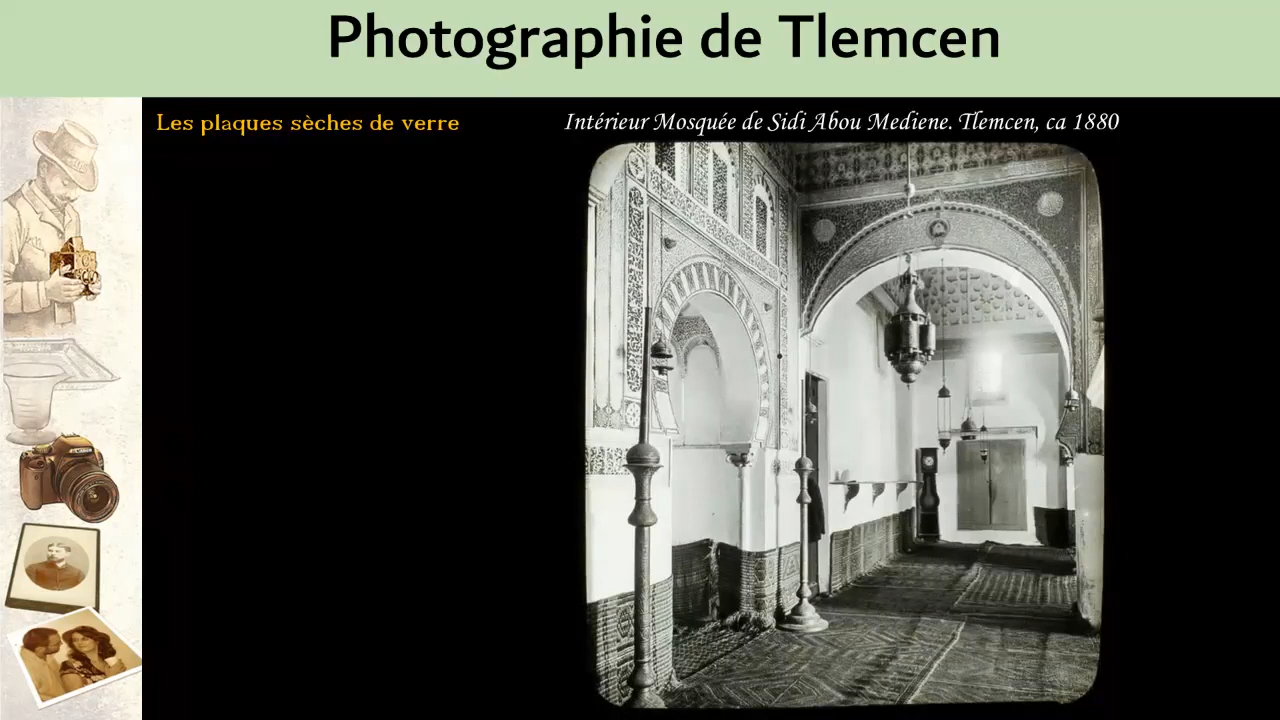 Photographie de Tlemcen
Les plaques sèches de verre
Intérieur Mosquée de Sidi Abou Mediene. Tlemcen, ca 1880